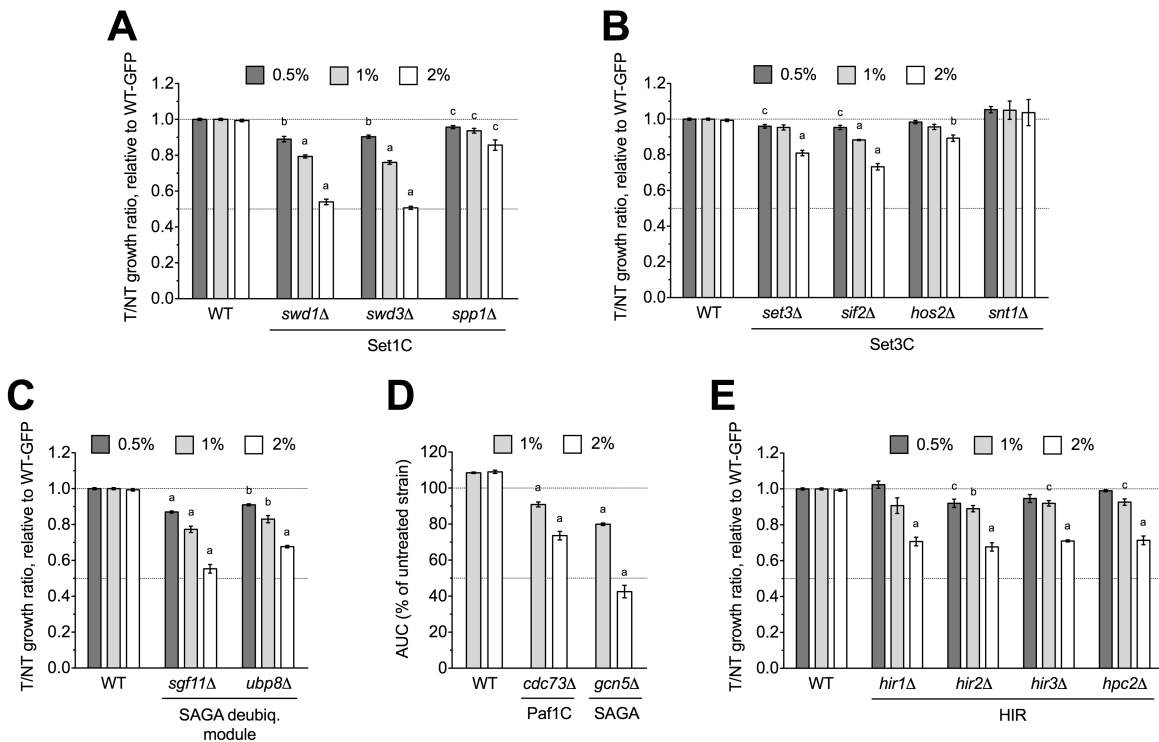 A
0.5% 1% 2%
T/NT growth ratio, relative to WT-GFP
1.2
1.0
0.8
0.6
0.4
0.2
0.0
b a a b a a c c c
WT swd1Δ swd3Δ spp1Δ
Set1C
B
0.5% 1% 2%
T/NT growth ratio, relative to WT-GFP
1.2
1.0
0.8
0.6
0.4
0.2
0.0
c a c a a b
WT set3Δ sif2Δ hos2Δ snt1Δ
Set3C
C
0.5% 1% 2%
T/NT growth ratio, relative to WT-GFP
1.2
1.0
0.8
0.6
0.4
0.2
0.0
a a a b b a
WT sgf11Δ ubp8Δ
SAGA deubiq.
module
D
1% 2%
AUC (% of untreated strain)
120
100
80
60
40
20
0
a a a a
WT cdc73Δ gcn5Δ
Paf1C SAGA
E
0.5% 1% 2%
T/NT growth ratio, relative to WT-GFP
1.2
1.0
0.8
0.6
0.4
0.2
0.0
a c b a c a c a
WT hir1Δ hir2Δ hir3Δ hpc2Δ
HIR